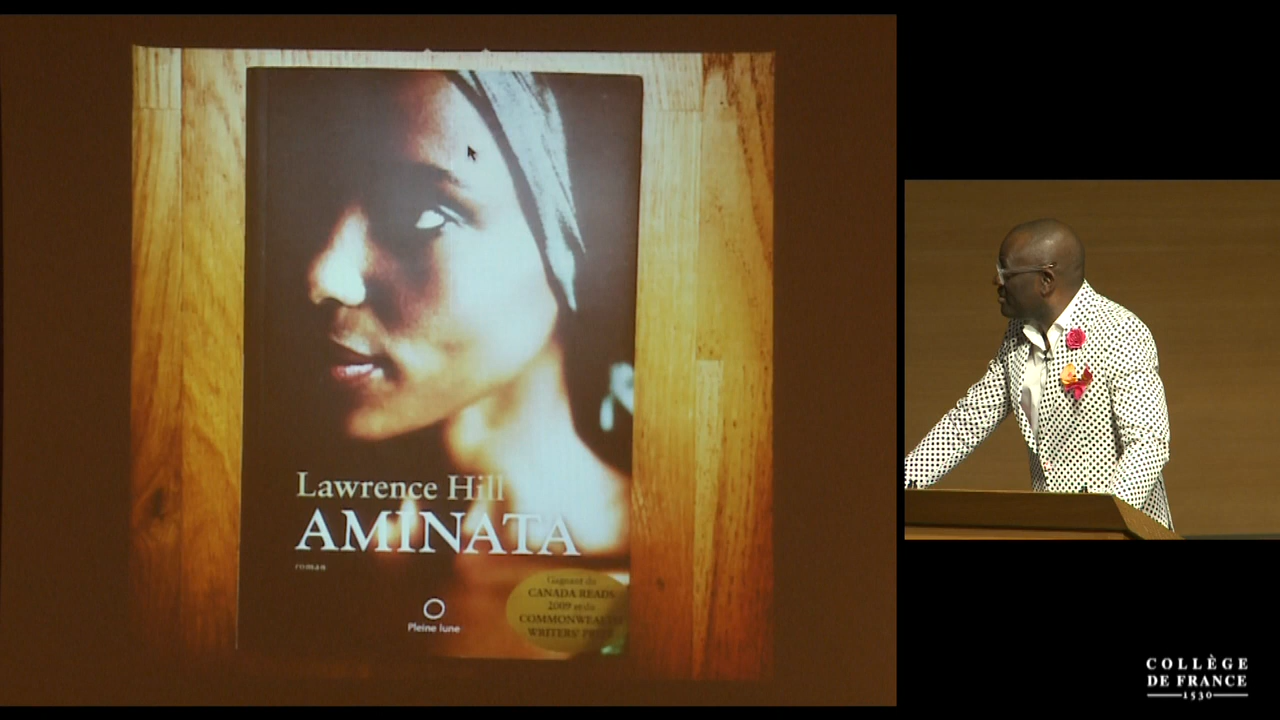 Lawrence Hill
AMINATA
roman
Pleine lune
Gagnant du
CANADA READS
2009 et du
COMMONWEALTH
WRITERS' PRIZE
COLLÈGE
DE FRANCE
1530